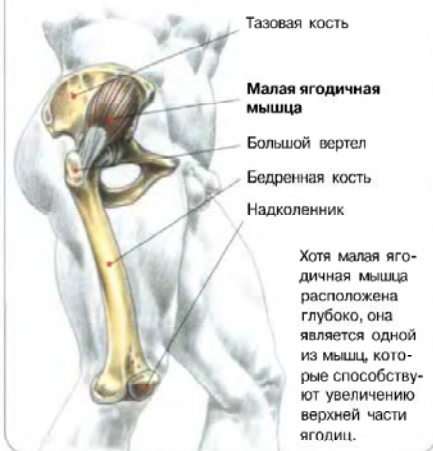 Тазовая кость
Малая ягодичная
мышца
Большой вертел
Бедренная кость
Надколенник
Хотя малая яго-
дичная мышца
расположена
глубоко, она
является одной
из мышц, кото-
рые способству-
ют увеличению
верхней части
ягодиц.